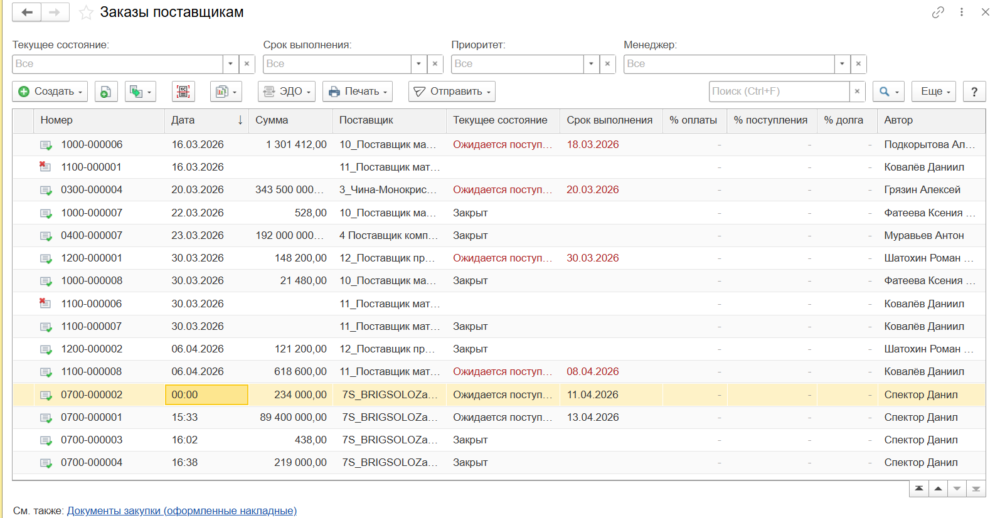 Заказы поставщикам
Текущее состояние: Срок выполнения: Приоритет: Менеджер:
Все Все Все Все
Создать ЭДО Печать Отправить Поиск (Ctrl+F) Еще ?
Номер Дата ↓ Сумма Поставщик Текущее состояние Срок выполнения % оплаты % поступления % долга Автор
1000-000006 16.03.2026 1 301 412,00 10_Поставщик ма... Ожидается поступ... 18.03.2026 - - - Подкорытова Ал...
1100-000001 16.03.2026 11_Поставщик мат... - - - Ковалёв Даниил
0300-000004 20.03.2026 343 500 000... 3_Чина-Монокрис... Ожидается поступ... 20.03.2026 - - - Грязин Алексей
1000-000007 22.03.2026 528,00 10_Поставщик ма... Закрыт - - - Фатеева Ксения ...
0400-000007 23.03.2026 192 000 000... 4 Поставщик комп... Закрыт - - - Муравьев Антон
1200-000001 30.03.2026 148 200,00 12_Поставщик пр... Ожидается поступ... 30.03.2026 - - - Шатохин Роман ...
1000-000008 30.03.2026 21 480,00 10_Поставщик ма... Закрыт - - - Фатеева Ксения ...
1100-000006 30.03.2026 11_Поставщик мат... - - - Ковалёв Даниил
1100-000007 30.03.2026 11_Поставщик мат... Закрыт - - - Ковалёв Даниил
1200-000002 06.04.2026 121 200,00 12_Поставщик пр... Закрыт - - - Шатохин Роман ...
1100-000008 06.04.2026 618 600,00 11_Поставщик мат... Ожидается поступ... 08.04.2026 - - - Ковалёв Даниил
0700-000002 00:00 234 000,00 7S_BRIGSOLOZa... Ожидается поступ... 11.04.2026 - - - Спектор Данил
0700-000001 15:33 89 400 000,00 7S_BRIGSOLOZa... Ожидается поступ... 13.04.2026 - - - Спектор Данил
0700-000003 16:02 438,00 7S_BRIGSOLOZa... Закрыт - - - Спектор Данил
0700-000004 16:38 219 000,00 7S_BRIGSOLOZa... Закрыт - - - Спектор Данил
См. также: Документы закупки (оформленные накладные)